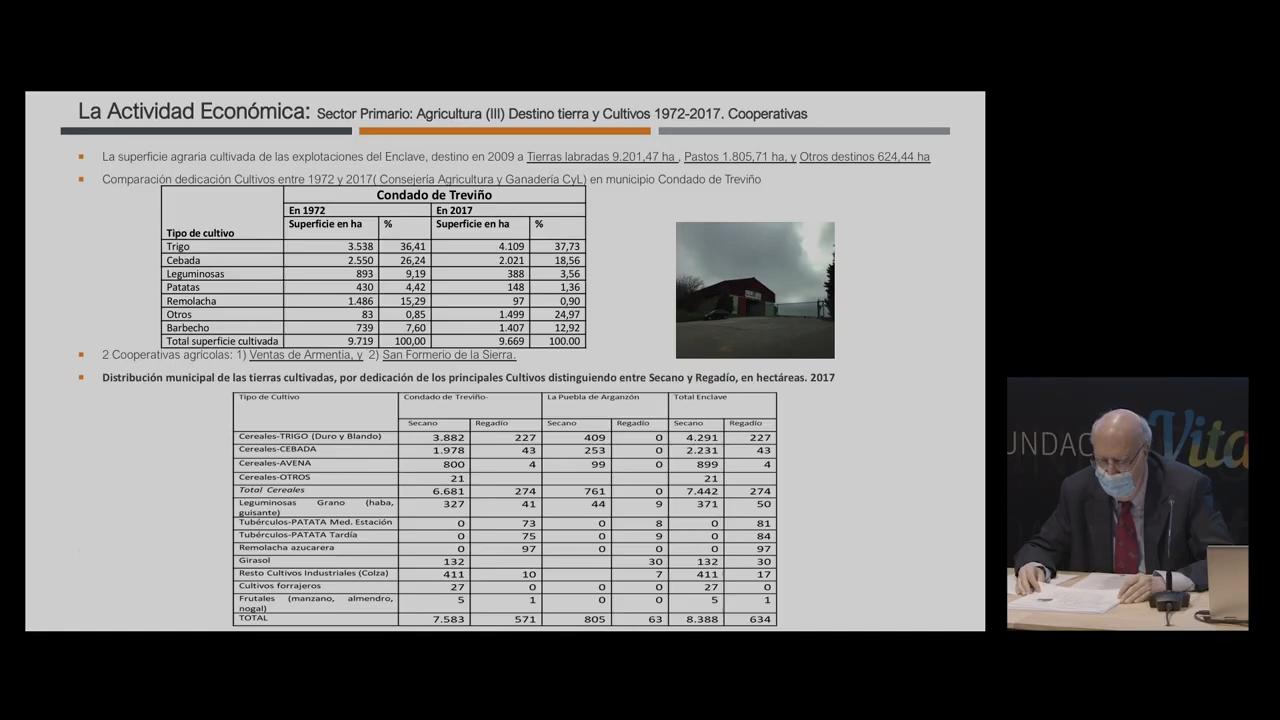 La Actividad Económica: Sector Primario: Agricultura (III) Destino tierra y Cultivos 1972-2017. Cooperativas
La superficie agraria cultivada de las explotaciones del Enclave, destino en 2009 a Tierras labradas 9.201,47 ha , Pastos 1.805,71 ha, y Otros destinos 624,44 ha
Comparación dedicación Cultivos entre 1972 y 2017( Consejería Agricultura y Ganadería CyL) en municipio Condado de Treviño
Condado de Treviño
En 1972 En 2017
Tipo de cultivo Superficie en ha % Superficie en ha %
Trigo 3.538 36,41 4.109 37,73
Cebada 2.550 26,24 2.021 18,56
Leguminosas 893 9,19 388 3,56
Patatas 430 4,42 148 1,36
Remolacha 1.486 15,29 97 0,90
Otros 83 0,85 1.499 24,97
Barbecho 739 7,60 1.407 12,92
Total superficie cultivada 9.719 100,00 9.669 100.00
2 Cooperativas agrícolas: 1) Ventas de Armentia, y 2) San Formerio de la Sierra.
Distribución municipal de las tierras cultivadas, por dedicación de los principales Cultivos distinguiendo entre Secano y Regadío, en hectáreas. 2017
Tipo de Cultivo Condado de Treviño- La Puebla de Arganzón Total Enclave
Secano Regadío Secano Regadío Secano Regadío
Cereales-TRIGO (Duro y Blando) 3.882 227 409 0 4.291 227
Cereales-CEBADA 1.978 43 253 0 2.231 43
Cereales-AVENA 800 4 99 0 899 4
Cereales-OTROS 21 21
Total Cereales 6.681 274 761 0 7.442 274
Leguminosas Grano (haba, guisante) 327 41 44 9 371 50
Tubérculos-PATATA Med. Estación 0 73 0 8 0 81
Tubérculos-PATATA Tardía 0 75 0 9 0 84
Remolacha azucarera 0 97 0 0 0 97
Girasol 132 30 132 30
Resto Cultivos Industriales (Colza) 411 10 7 411 17
Cultivos forrajeros 27 0 0 0 27 0
Frutales (manzano, almendro, nogal) 5 1 0 0 5 1
TOTAL 7.583 571 805 63 8.388 634
UNDAC
Vita